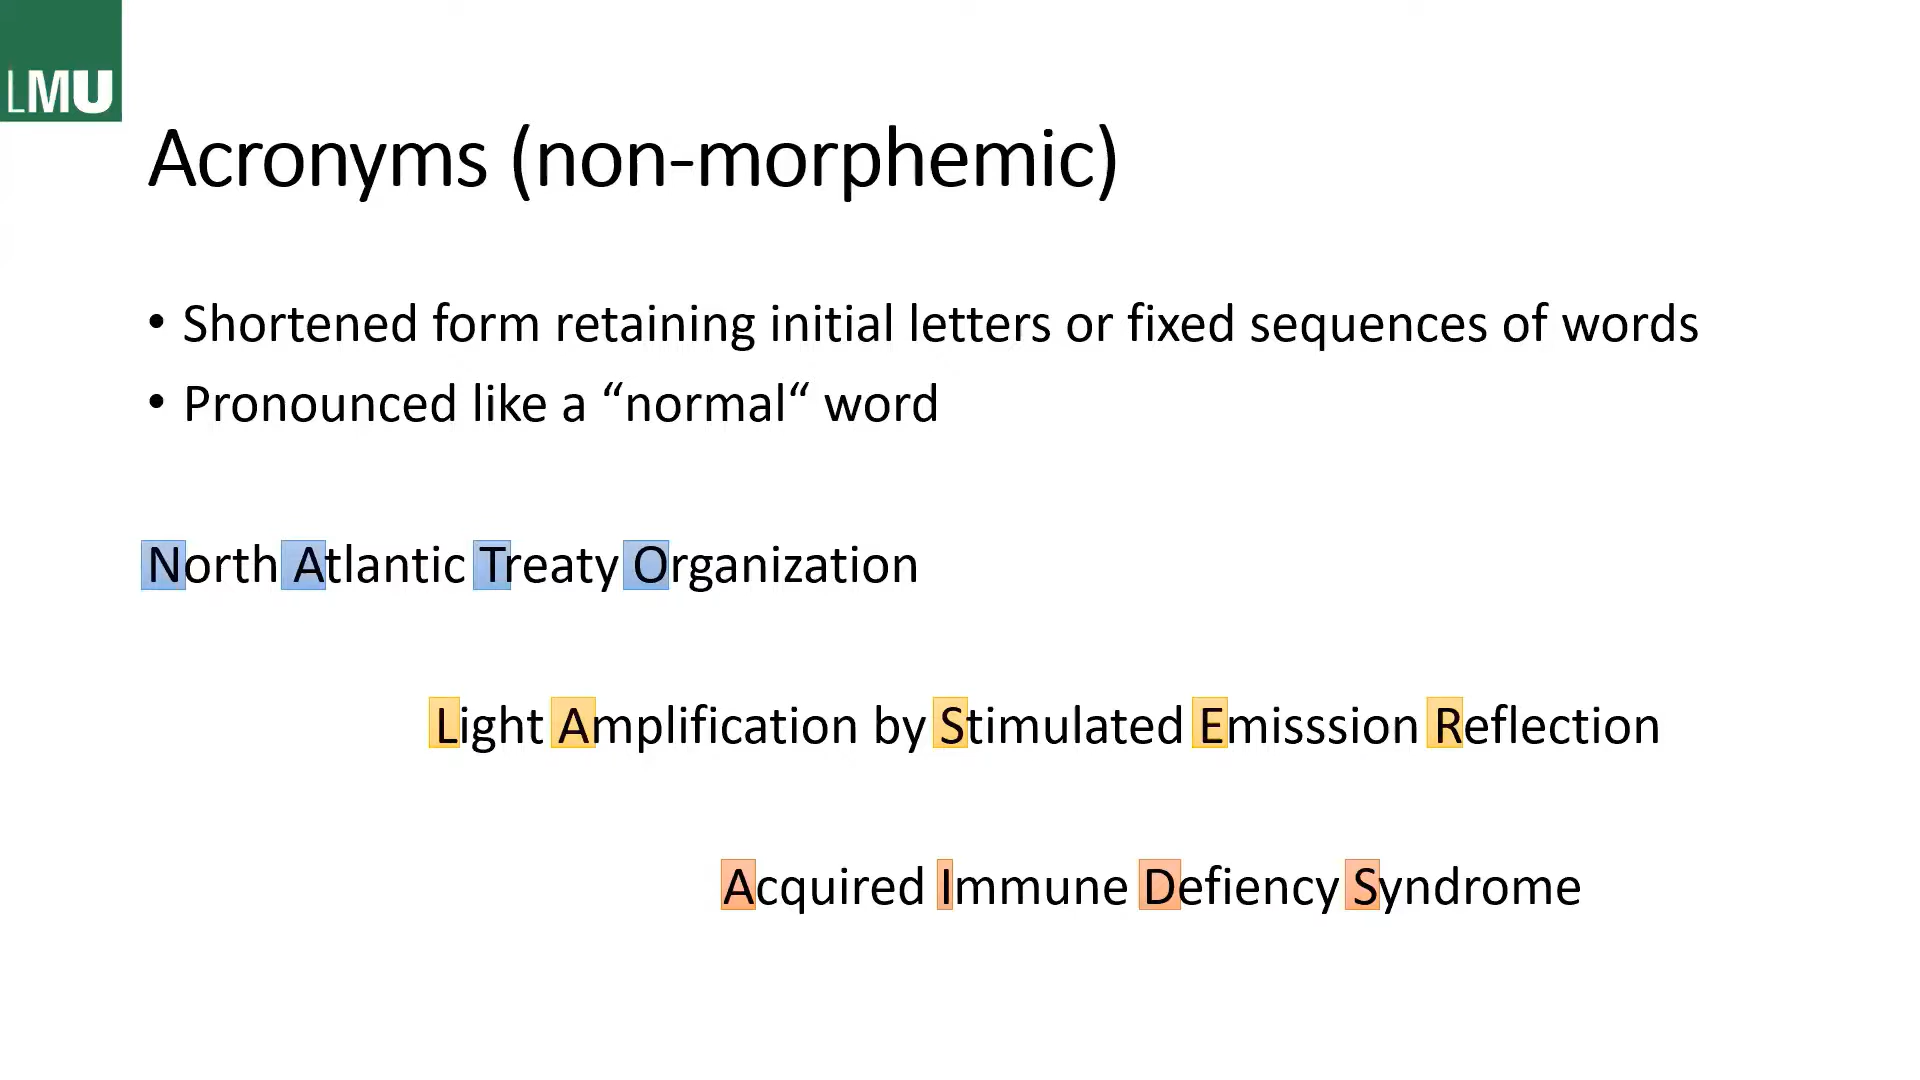 LMU
Acronyms (non-morphemic)
• Shortened form retaining initial letters or fixed sequences of words
• Pronounced like a “normal“ word
North Atlantic Treaty Organization
Light Amplification by Stimulated Emisssion Reflection
Acquired Immune Defiency Syndrome